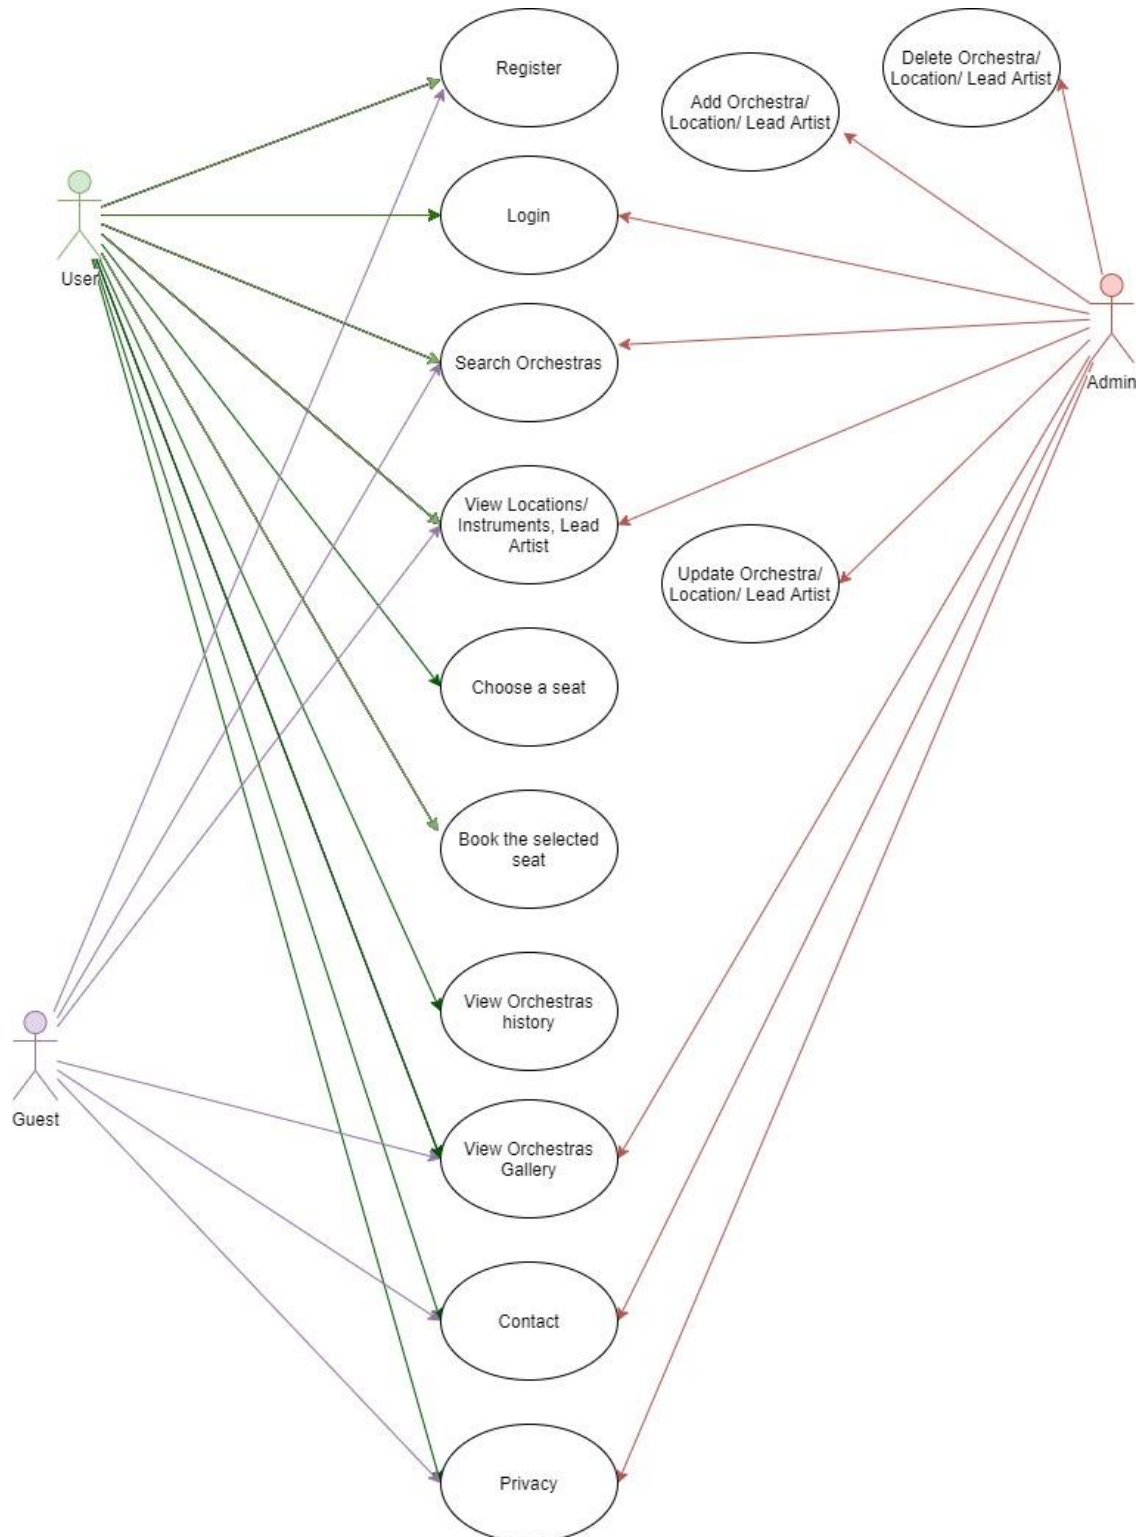 Register
Delete Orchestra/
Location/ Lead Artist
Add Orchestra/
Location/ Lead Artist
Login
User
Search Orchestras
Admin
View Locations/
Instruments, Lead
Artist
Update Orchestra/
Location/ Lead Artist
Choose a seat
Book the selected
seat
View Orchestras
history
Guest
View Orchestras
Gallery
Contact
Privacy